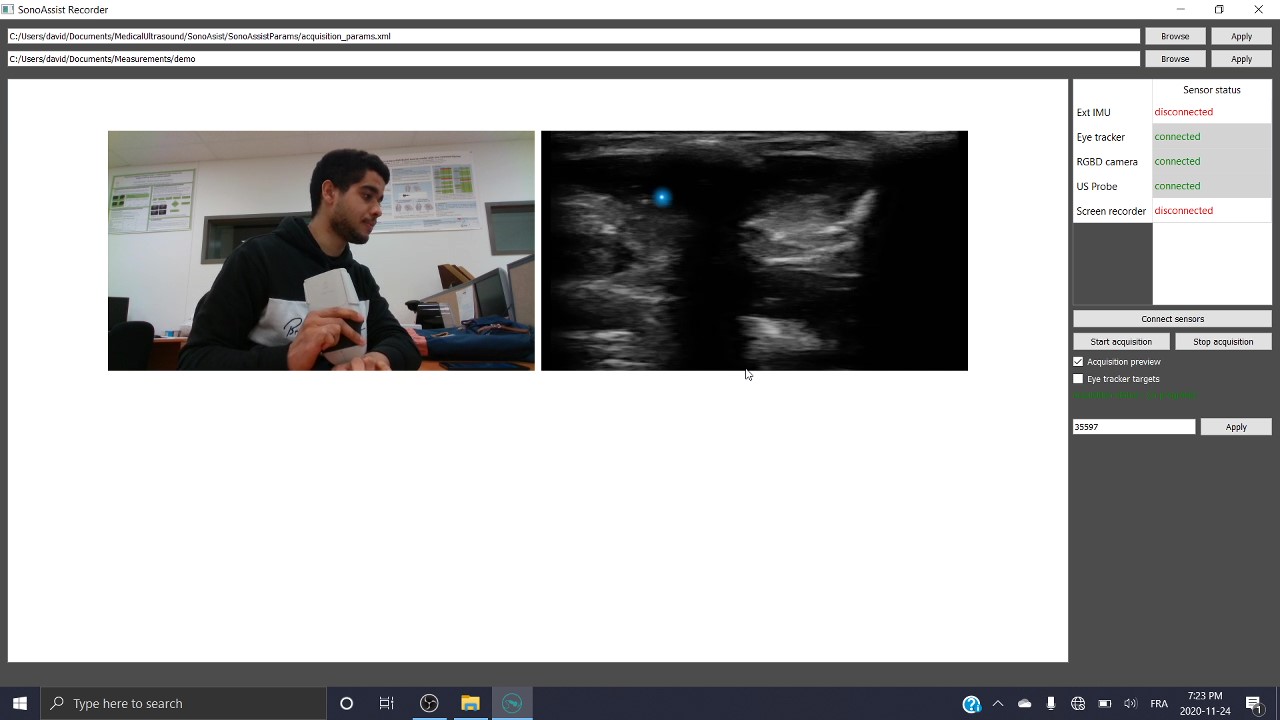 SonoAssist Recorder
C:/Users/david/Documents/MedicalUltrasound/SonoAsist/SonoAssistParams/acquisition_params.xml
Browse
Apply
C:/Users/david/Documents/Measurements/demo
Browse
Apply
Sensor status
Ext IMU disconnected
Eye tracker connected
RGBD camera connected
US Probe connected
Screen recorder disconnected
Connect sensors
Start acquisition
Stop acquisition
Acquisition preview
Eye tracker targets
35597
Apply
Type here to search
FRA
7:23 PM
2020-11-24
1